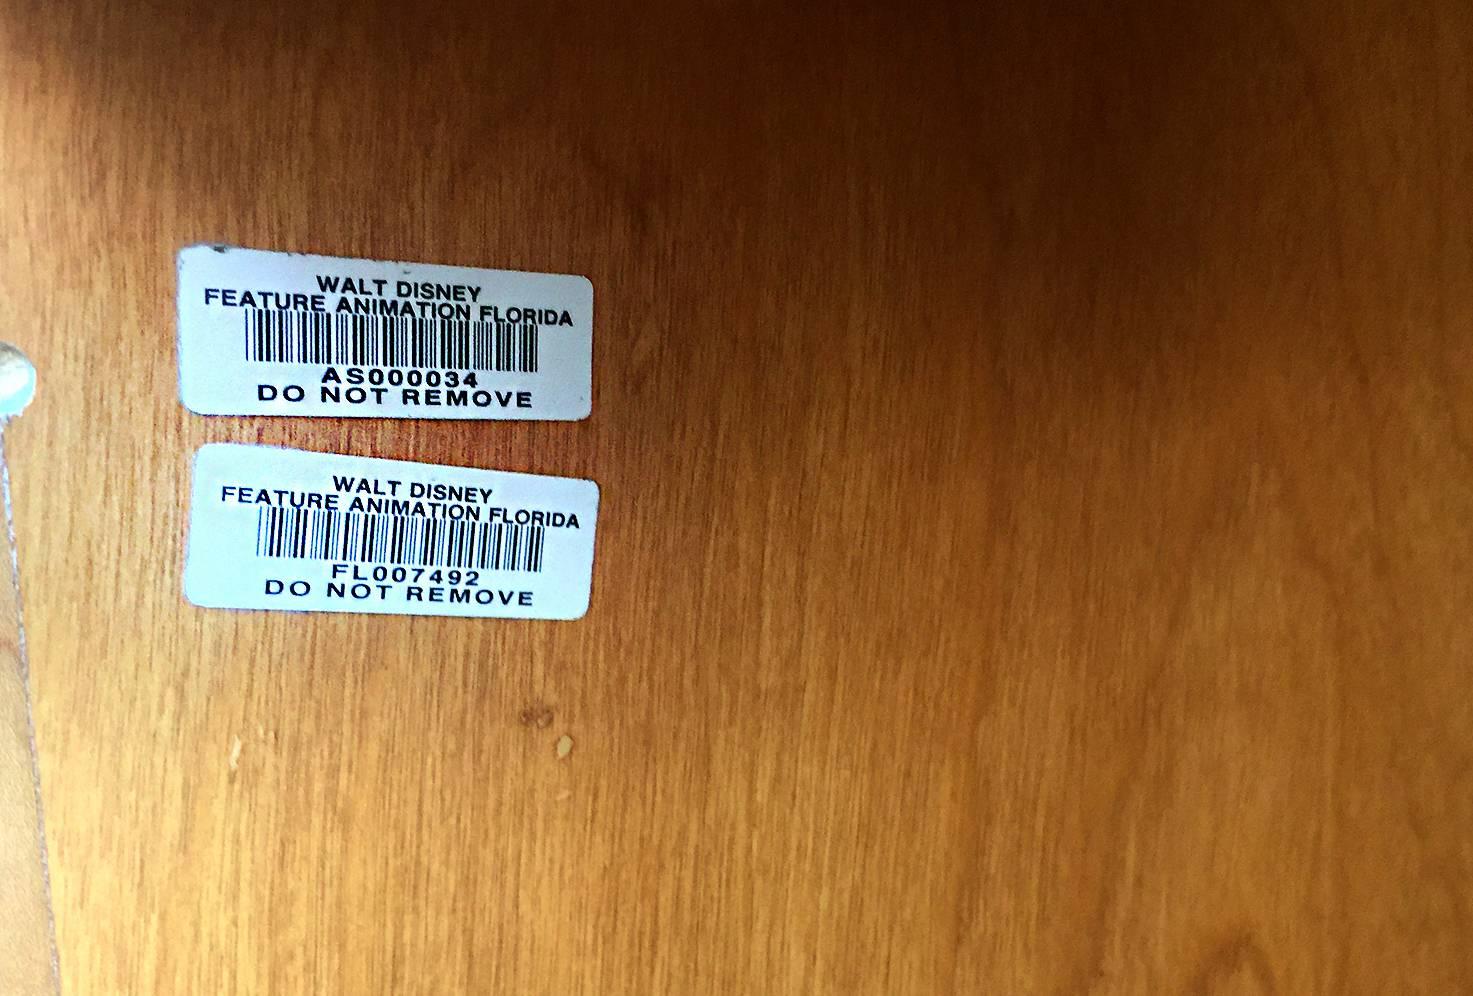 WALT DISNEY
FEATURE ANIMATION FLORIDA
AS000034
DO NOT REMOVE
WALT DISNEY
FEATURE ANIMATION FLORIDA
FL007492
DO NOT REMOVE